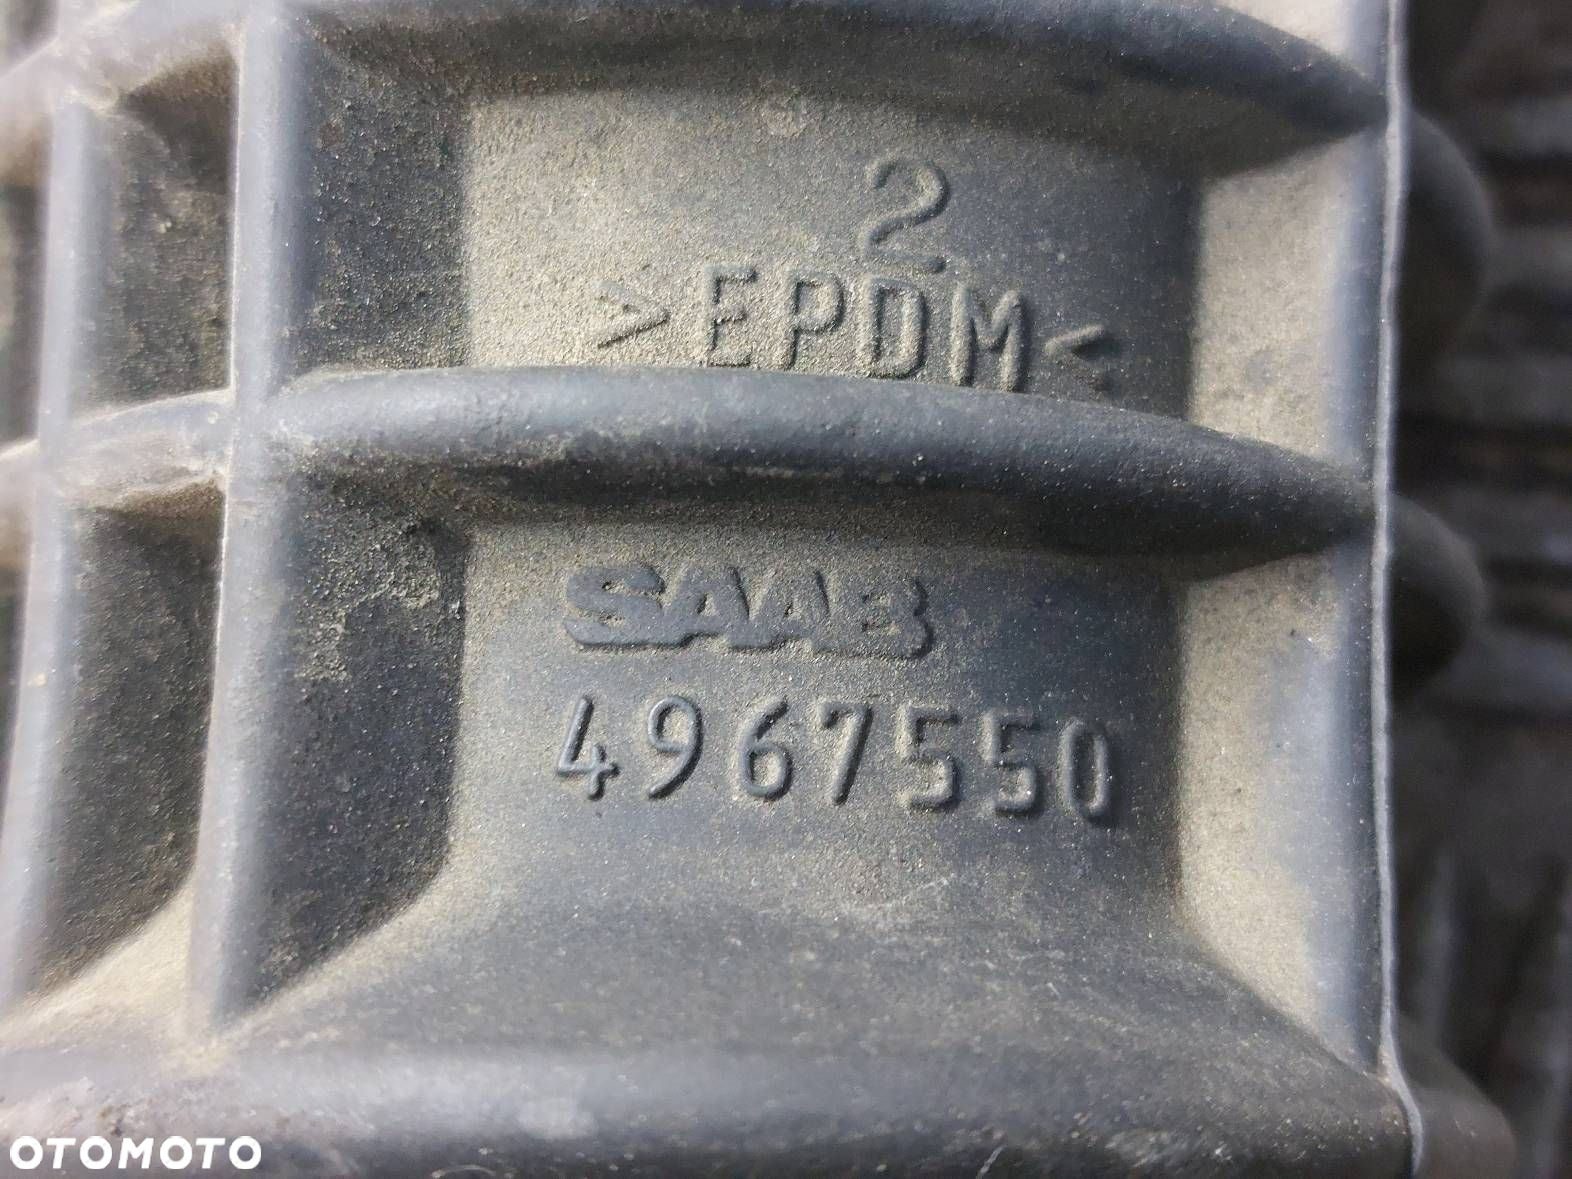 2
>EPDM<
SAAB
4967550
OTOMOTO